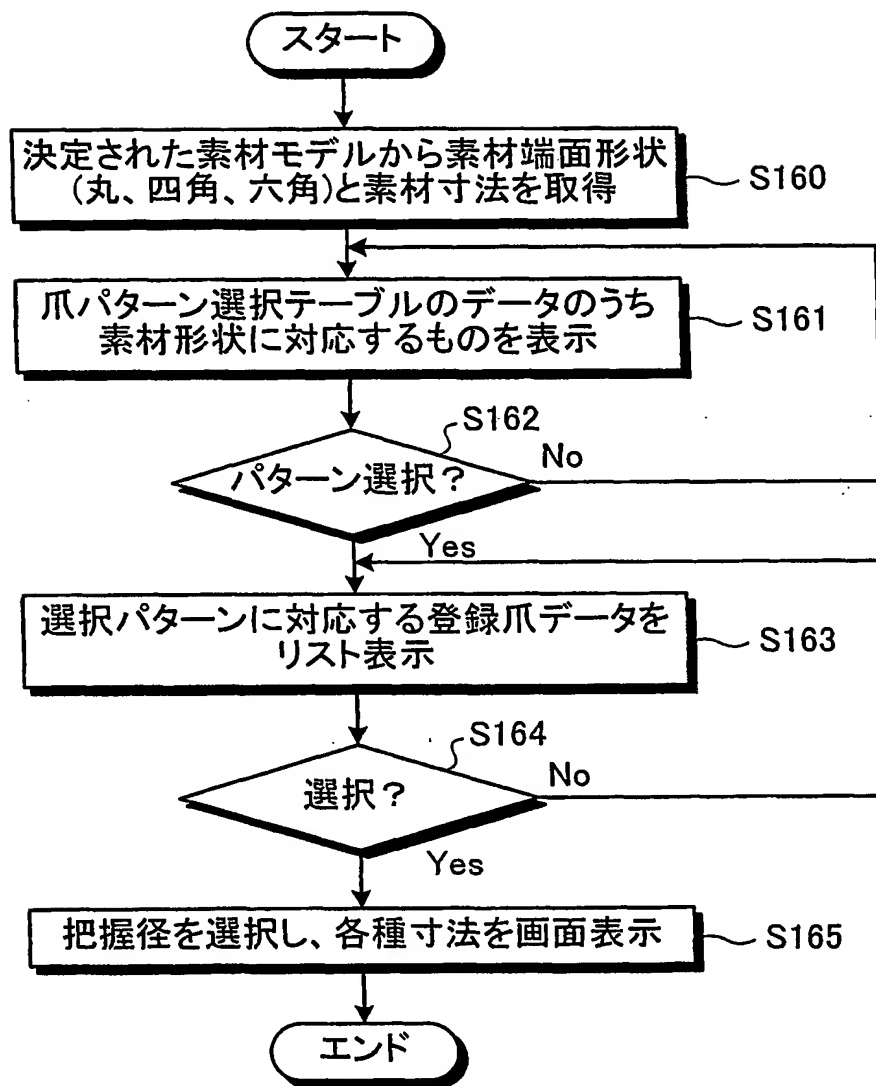 スタート
決定された素材モデルから素材端面形状
(丸、四角、六角)と素材寸法を取得
S160
爪パターン選択テーブルのデータのうち
素材形状に対応するものを表示
S161
S162
パターン選択？
No
Yes
選択パターンに対応する登録爪データを
リスト表示
S163
S164
選択？
No
Yes
把握径を選択し、各種寸法を画面表示
S165
エンド